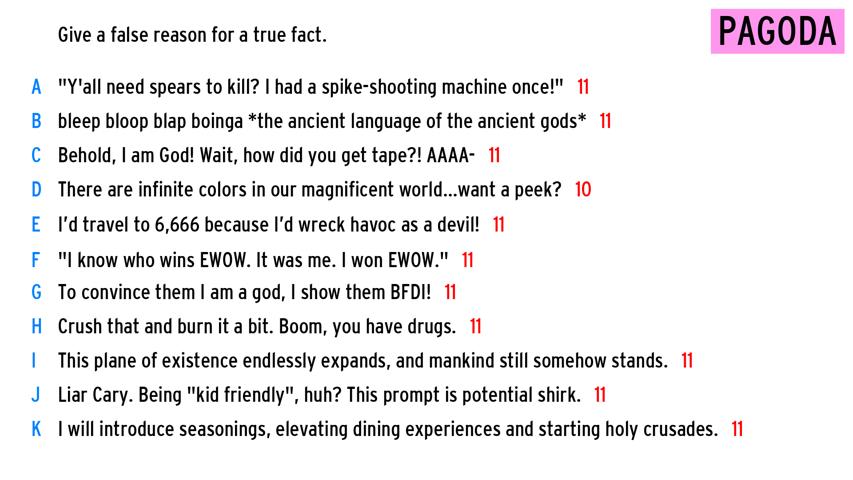 Give a false reason for a true fact.
PAGODA
A "Y'all need spears to kill? I had a spike-shooting machine once!" 11
B bleep bloop blap boinga *the ancient language of the ancient gods* 11
C Behold, I am God! Wait, how did you get tape?! AAAA- 11
D There are infinite colors in our magnificent world...want a peek? 10
E I’d travel to 6,666 because I’d wreck havoc as a devil! 11
F "I know who wins EWOW. It was me. I won EWOW." 11
G To convince them I am a god, I show them BFDI! 11
H Crush that and burn it a bit. Boom, you have drugs. 11
I This plane of existence endlessly expands, and mankind still somehow stands. 11
J Liar Cary. Being "kid friendly", huh? This prompt is potential shirk. 11
K I will introduce seasonings, elevating dining experiences and starting holy crusades. 11